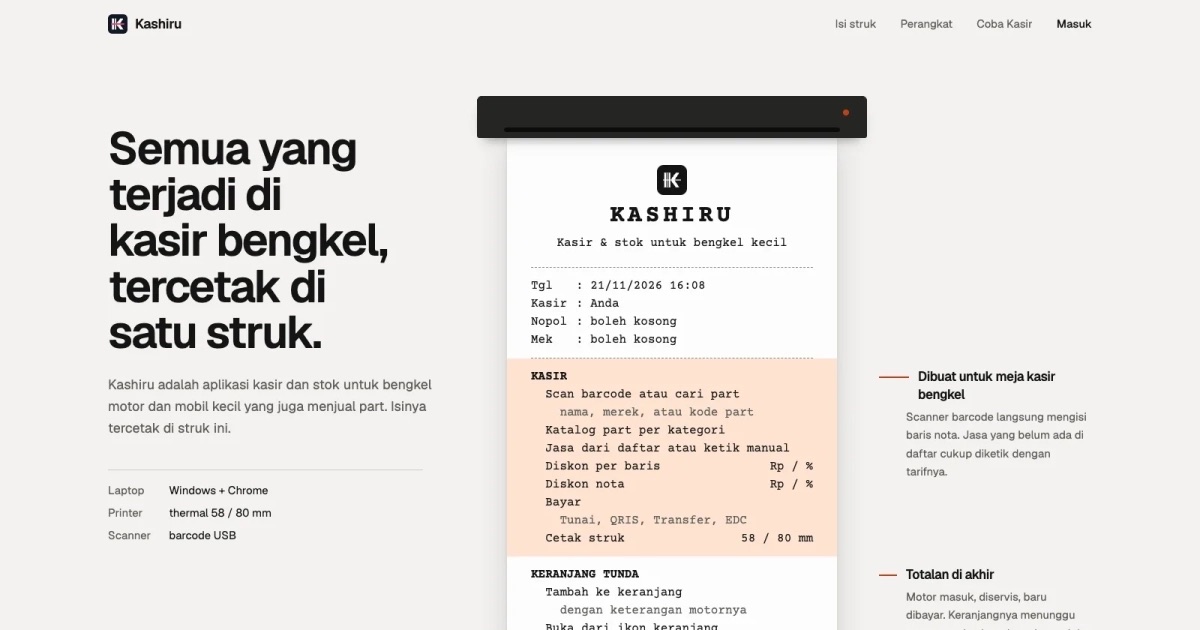 Kashiru
Isi struk
Perangkat
Coba Kasir
Masuk
Semua yang
terjadi di
kasir bengkel,
tercetak di
satu struk.
Kashiru adalah aplikasi kasir dan stok untuk bengkel
motor dan mobil kecil yang juga menjual part. Isinya
tercetak di struk ini.
Laptop Windows + Chrome
Printer thermal 58 / 80 mm
Scanner barcode USB
KASHIRU
Kasir & stok untuk bengkel kecil
Tgl : 21/11/2026 16:08
Kasir : Anda
Nopol : boleh kosong
Mek : boleh kosong
KASIR
Scan barcode atau cari part
nama, merek, atau kode part
Katalog part per kategori
Jasa dari daftar atau ketik manual
Diskon per baris Rp / %
Diskon nota Rp / %
Bayar
Tunai, QRIS, Transfer, EDC
Cetak struk 58 / 80 mm
KERANJANG TUNDA
Tambah ke keranjang
dengan keterangan motornya
Buka dari ikon keranjang
Dibuat untuk meja kasir
bengkel
Scanner barcode langsung mengisi
baris nota. Jasa yang belum ada di
daftar cukup diketik dengan
tarifnya.
Totalan di akhir
Motor masuk, diservis, baru
dibayar. Keranjangnya menunggu